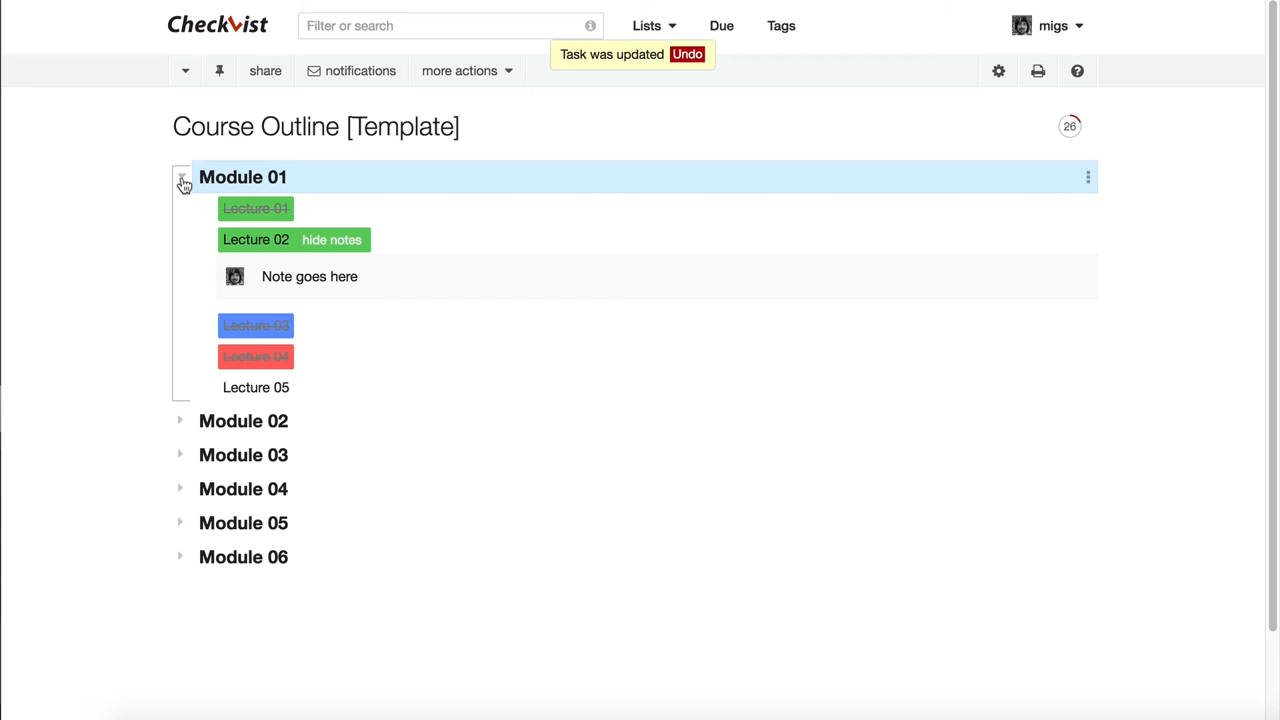 Checkvist
Filter or search
Lists
Due
Tags
migs
Task was updated Undo
share
notifications
more actions
Course Outline [Template]
26
Module 01
Lecture 01
Lecture 02 hide notes
Note goes here
Lecture 03
Lecture 04
Lecture 05
Module 02
Module 03
Module 04
Module 05
Module 06